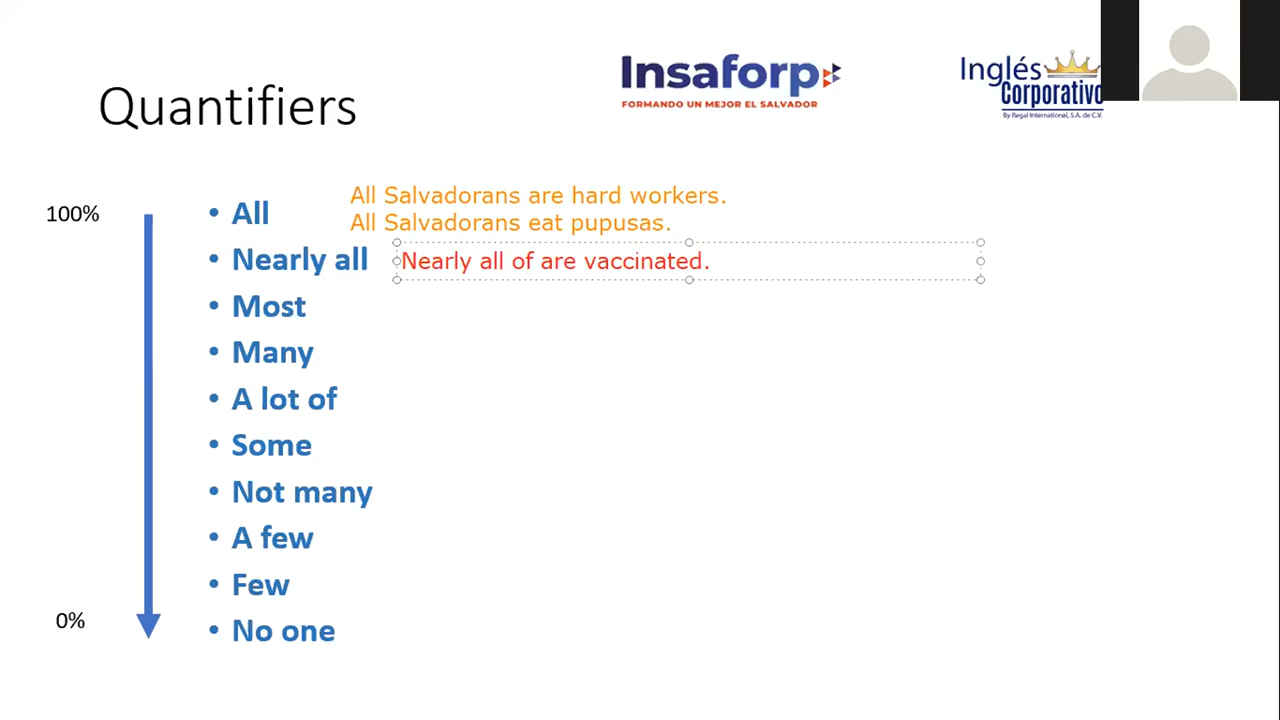 Quantifiers
Insaforp
FORMANDO UN MEJOR EL SALVADOR
Inglés
Corporativo
By Regal International, S.A. de C.V.
100%
• All
All Salvadorans are hard workers.
All Salvadorans eat pupusas.
• Nearly all
Nearly all of are vaccinated.
• Most
• Many
• A lot of
• Some
• Not many
• A few
• Few
0%
• No one